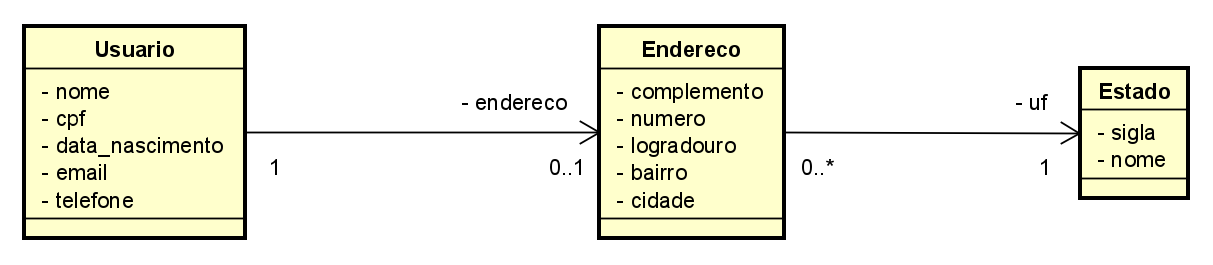 Usuario
- nome
- cpf
- data_nascimento
- email
- telefone
- endereco
1
0..1
Endereco
- complemento
- numero
- logradouro
- bairro
- cidade
- uf
0..*
1
Estado
- sigla
- nome